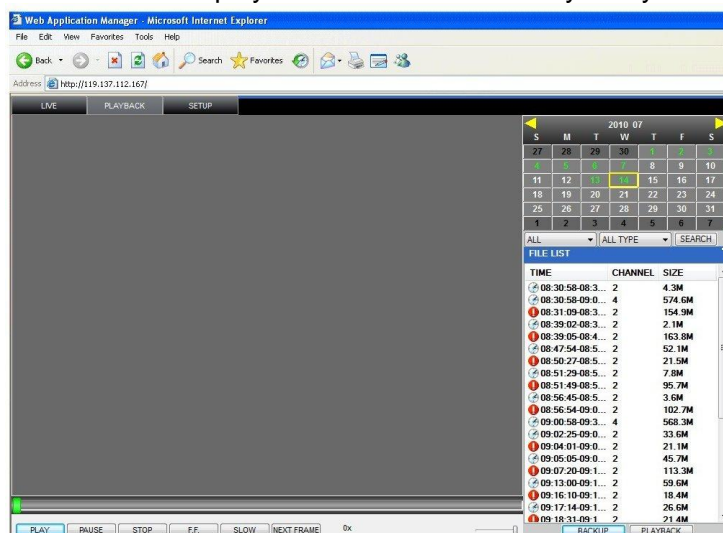 Web Application Manager - Microsoft Internet Explorer
File Edit View Favorites Tools Help
Back Search Favorites
Address http://119.137.112.167/
LIVE PLAYBACK SETUP
2010 07
S M T W T F S
27 28 29 30 1 2 3
4 5 6 7 8 9 10
11 12 13 14 15 16 17
18 19 20 21 22 23 24
25 26 27 28 29 30 31
1 2 3 4 5 6 7
ALL ALL TYPE SEARCH
FILE LIST
TIME CHANNEL SIZE
08:30:58-08:3... 2 4.3M
08:30:58-09:0... 4 574.6M
08:31:09-08:3... 2 154.9M
08:39:02-08:3... 2 2.1M
08:39:05-08:4... 2 163.8M
08:47:54-08:5... 2 52.1M
08:50:27-08:5... 2 21.5M
08:51:29-08:5... 2 7.8M
08:51:49-08:5... 2 95.7M
08:56:45-08:5... 2 3.6M
08:56:54-09:0... 2 102.7M
09:00:58-09:3... 4 568.3M
09:02:25-09:0... 2 33.6M
09:04:01-09:0... 2 21.1M
09:05:05-09:0... 2 45.7M
09:07:20-09:1... 2 113.3M
09:13:00-09:1... 2 59.6M
09:16:10-09:1... 2 18.4M
09:17:14-09:1... 2 26.6M
09:18:31-09:1 2 21.4M
PLAY PAUSE STOP F.F. SLOW NEXT FRAME 0x BACKUP PLAYBACK